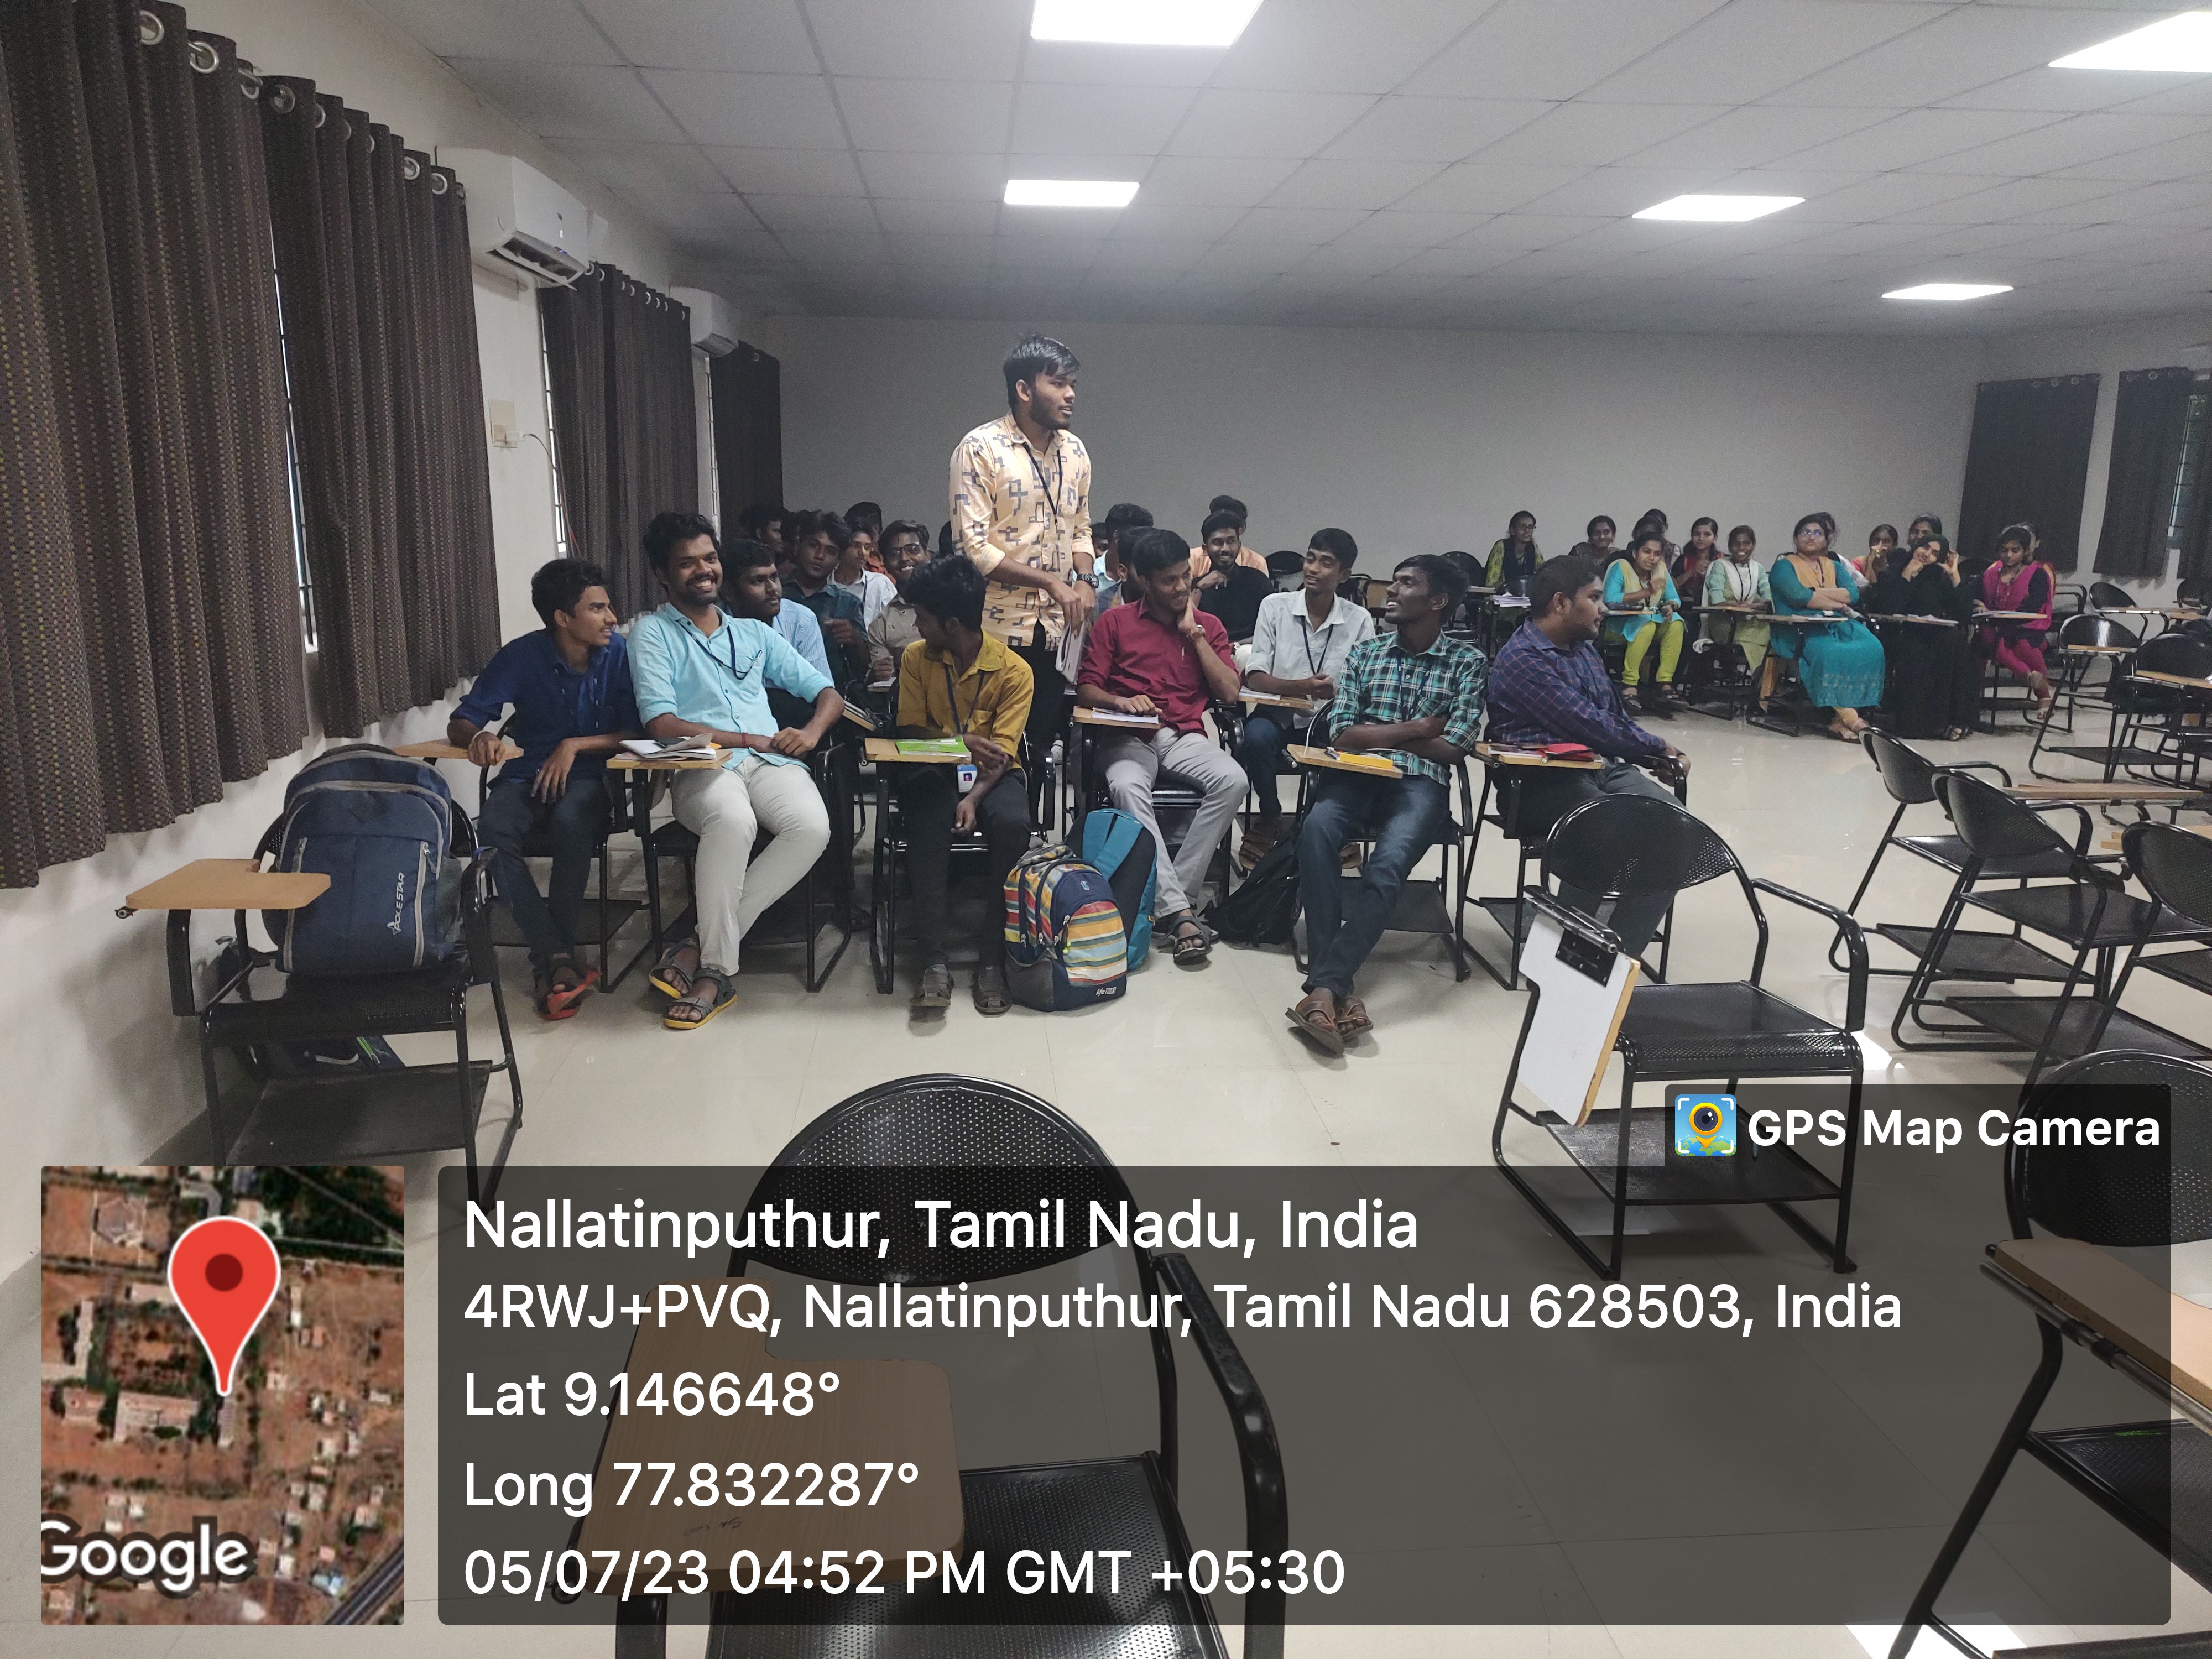 POLESTAR
GPS Map Camera
Nallatinputhur, Tamil Nadu, India
4RWJ+PVQ, Nallatinputhur, Tamil Nadu 628503, India
Lat 9.146648°
Long 77.832287°
05/07/23 04:52 PM GMT +05:30
Google